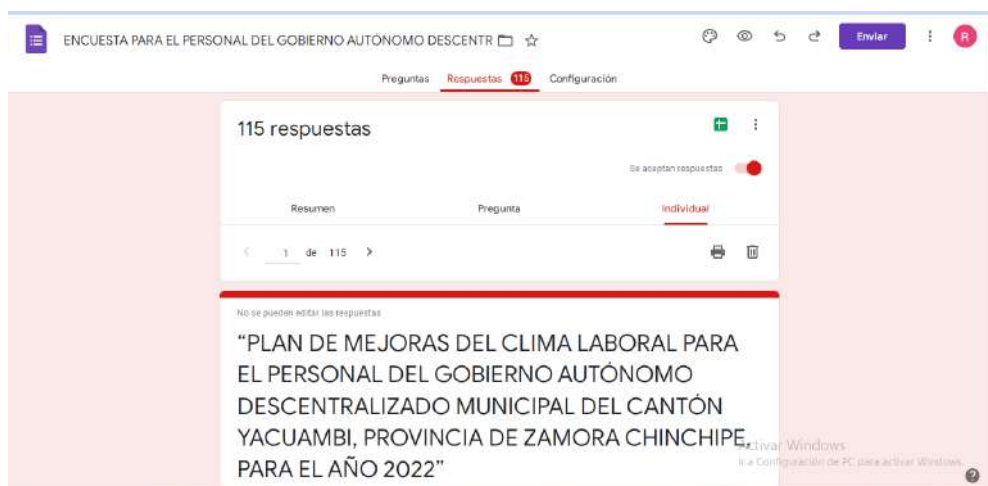 ENCUESTA PARA EL PERSONAL DEL GOBIERNO AUTÓNOMO DESCENTR
Enviar
R
Preguntas Respuestas 115 Configuración
115 respuestas
Se aceptan respuestas
Resumen Pregunta Individual
1 de 115
No se pueden editar las respuestas
“PLAN DE MEJORAS DEL CLIMA LABORAL PARA
EL PERSONAL DEL GOBIERNO AUTÓNOMO
DESCENTRALIZADO MUNICIPAL DEL CANTÓN
YACUAMBI, PROVINCIA DE ZAMORA CHINCHIPE,
PARA EL AÑO 2022”
Activar Windows
Ir a Configuración de PC para activar Windows.